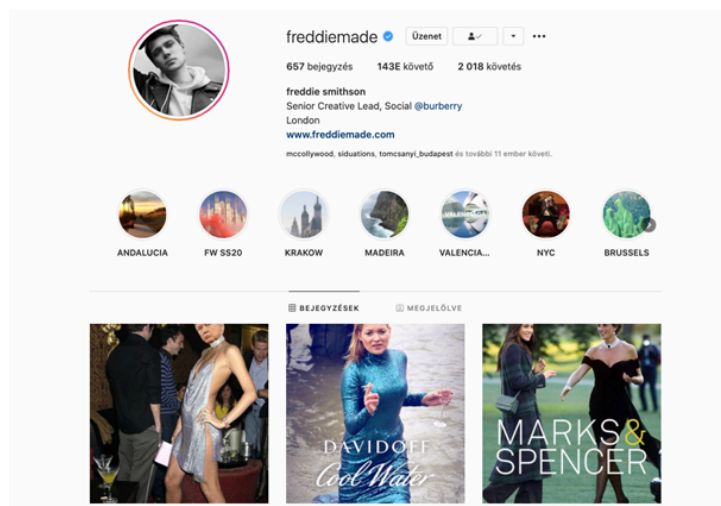 freddiemade Üzenet
657 bejegyzés 143E követő 2 018 követés
freddie smithson
Senior Creative Lead, Social @burberry
London
www.freddiemade.com
mccollywood, siduations, tomcsanyi_budapest és további 11 ember követi.
ANDALUCIA FW SS20 KRAKOW MADEIRA VALENCIA... NYC BRUSSELS
BEJEGYZÉSEK MEGJELÖLVE
DAVIDOFF
Cool Water
MARKS&
SPENCER